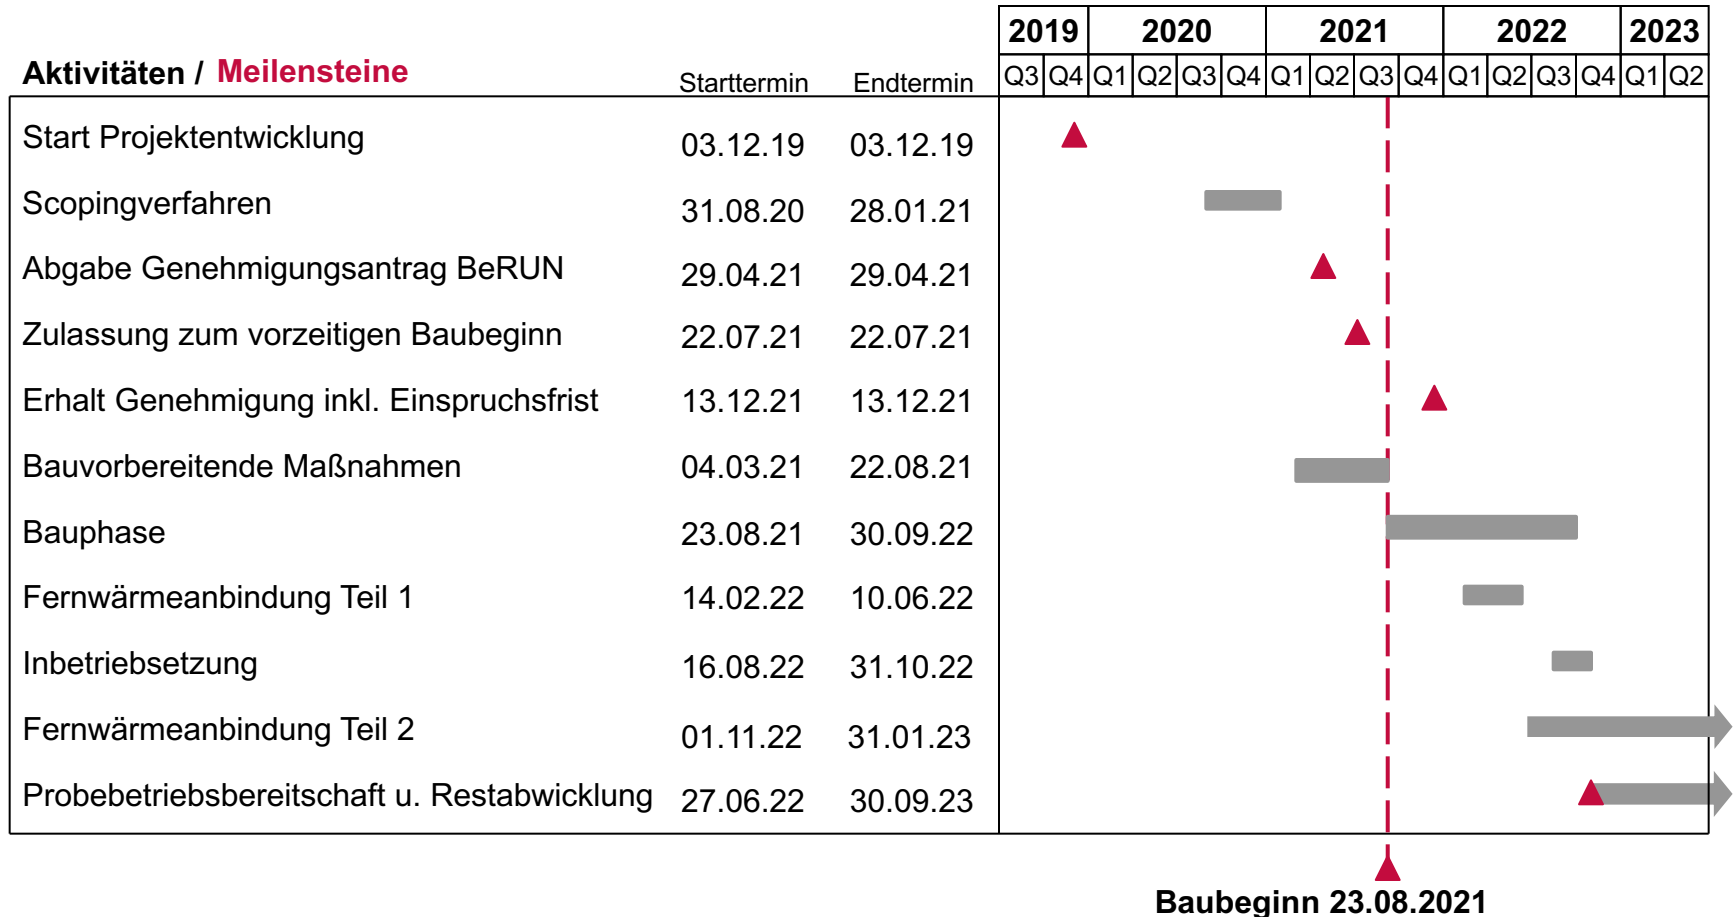 2019 2020 2021 2022 2023
Aktivitäten / Meilensteine Starttermin Endtermin Q3 Q4 Q1 Q2 Q3 Q4 Q1 Q2 Q3 Q4 Q1 Q2 Q3 Q4 Q1 Q2
Start Projektentwicklung 03.12.19 03.12.19
Scopingverfahren 31.08.20 28.01.21
Abgabe Genehmigungsantrag BeRUN 29.04.21 29.04.21
Zulassung zum vorzeitigen Baubeginn 22.07.21 22.07.21
Erhalt Genehmigung inkl. Einspruchsfrist 13.12.21 13.12.21
Bauvorbereitende Maßnahmen 04.03.21 22.08.21
Bauphase 23.08.21 30.09.22
Fernwärmeanbindung Teil 1 14.02.22 10.06.22
Inbetriebsetzung 16.08.22 31.10.22
Fernwärmeanbindung Teil 2 01.11.22 31.01.23
Probebetriebsbereitschaft u. Restabwicklung 27.06.22 30.09.23
Baubeginn 23.08.2021